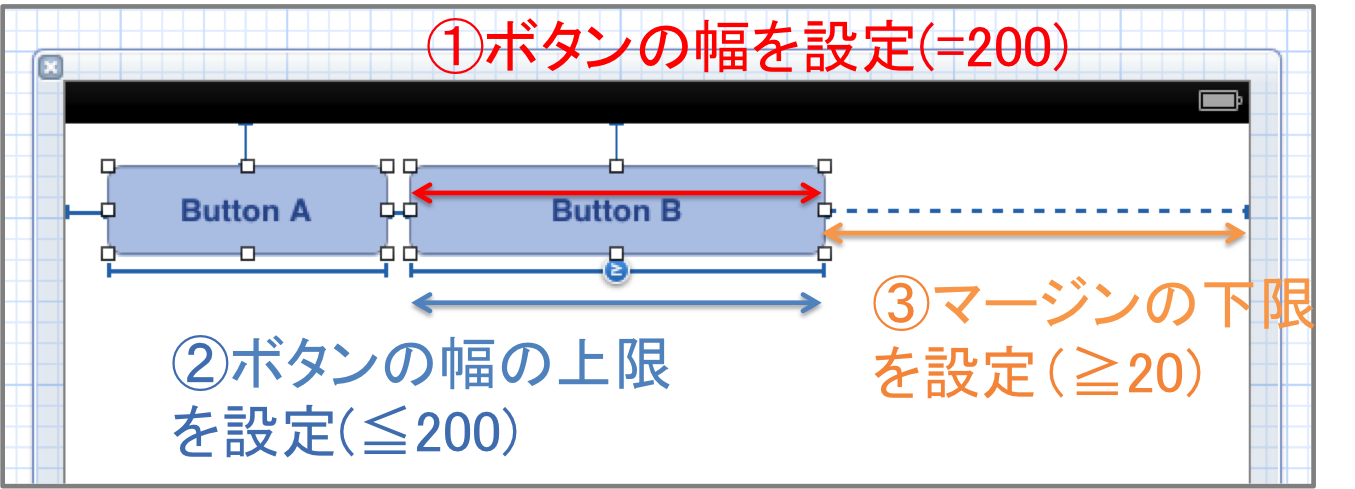 ①ボタンの幅を設定(=200)
Button A
Button B
②ボタンの幅の上限
を設定(≦200)
③マージンの下限
を設定(≧20)